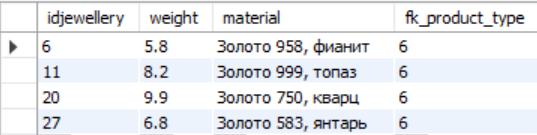 idjewellery weight material fk_product_type
6 5.8 Золото 958, фианит 6
11 8.2 Золото 999, топаз 6
20 9.9 Золото 750, кварц 6
27 6.8 Золото 583, янтарь 6